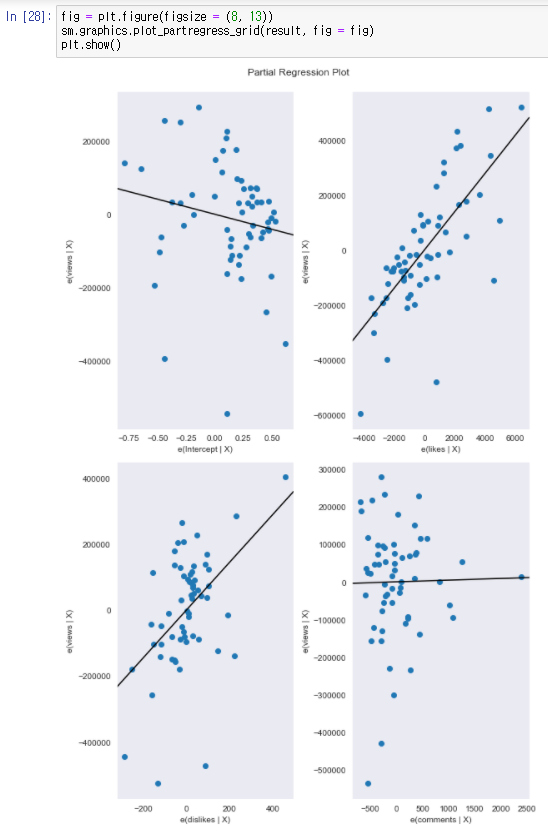 In [28]:
fig = plt.figure(figsize = (8, 13))
sm.graphics.plot_partregress_grid(result, fig = fig)
plt.show()
Partial Regression Plot
200000
0
−200000
−400000
e(views | X)
−0.75 −0.50 −0.25 0.00 0.25 0.50
e(Intercept | X)
400000
200000
0
−200000
−400000
−600000
e(views | X)
−4000 −2000 0 2000 4000 6000
e(likes | X)
400000
200000
0
−200000
−400000
e(views | X)
−200 0 200 400
e(dislikes | X)
300000
200000
100000
0
−100000
−200000
−300000
−400000
−500000
e(views | X)
−500 0 500 1000 1500 2000 2500
e(comments | X)